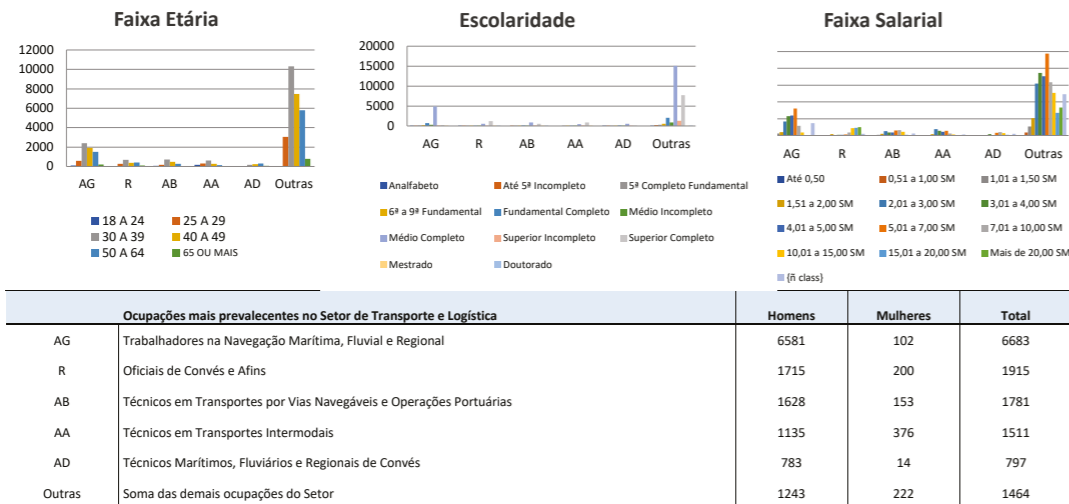 Faixa Etária
12000
10000
8000
6000
4000
2000
0
AG R AB AA AD Outras
18 A 24 25 A 29
30 A 39 40 A 49
50 A 64 65 OU MAIS
Escolaridade
20000
15000
10000
5000
0
AG R AB AA AD Outras
Analfabeto Até 5ª Incompleto 5ª Completo Fundamental
6ª a 9ª Fundamental Fundamental Completo Médio Incompleto
Médio Completo Superior Incompleto Superior Completo
Mestrado Doutorado
Faixa Salarial
AG R AB AA AD Outras
Até 0,50 0,51 a 1,00 SM 1,01 a 1,50 SM
1,51 a 2,00 SM 2,01 a 3,00 SM 3,01 a 4,00 SM
4,01 a 5,00 SM 5,01 a 7,00 SM 7,01 a 10,00 SM
10,01 a 15,00 SM 15,01 a 20,00 SM Mais de 20,00 SM
{ñ class}
Ocupações mais prevalecentes no Setor de Transporte e Logística Homens Mulheres Total
AG Trabalhadores na Navegação Marítima, Fluvial e Regional 6581 102 6683
R Oficiais de Convés e Afins 1715 200 1915
AB Técnicos em Transportes por Vias Navegáveis e Operações Portuárias 1628 153 1781
AA Técnicos em Transportes Intermodais 1135 376 1511
AD Técnicos Marítimos, Fluviários e Regionais de Convés 783 14 797
Outras Soma das demais ocupações do Setor 1243 222 1464